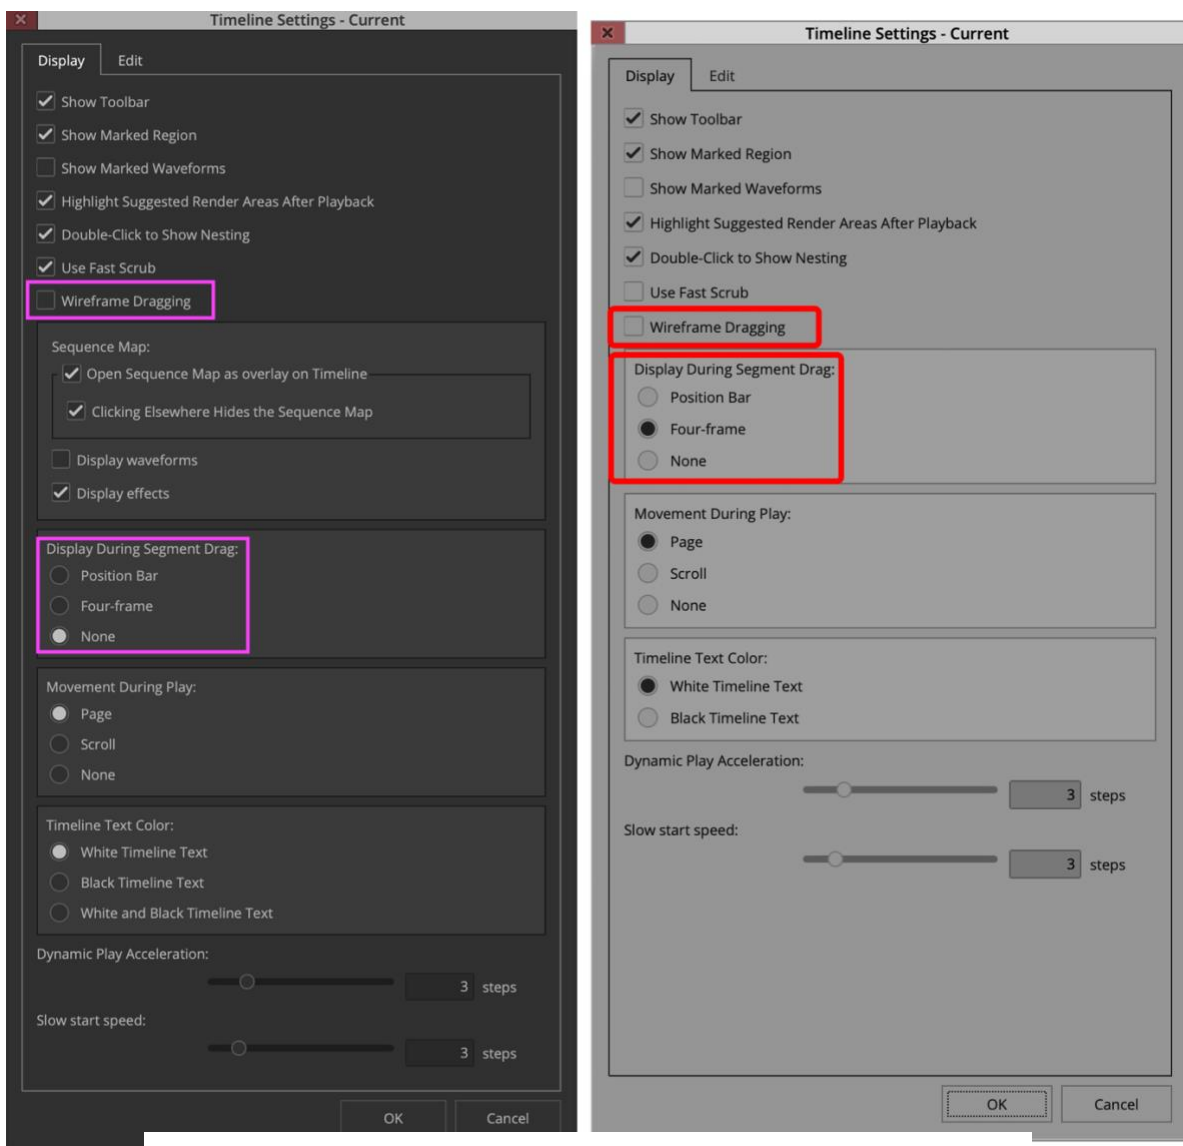 Timeline Settings - Current
Display Edit
Show Toolbar
Show Marked Region
Show Marked Waveforms
Highlight Suggested Render Areas After Playback
Double-Click to Show Nesting
Use Fast Scrub
Wireframe Dragging
Sequence Map:
Open Sequence Map as overlay on Timeline
Clicking Elsewhere Hides the Sequence Map
Display waveforms
Display effects
Display During Segment Drag:
Position Bar
Four-frame
None
Movement During Play:
Page
Scroll
None
Timeline Text Color:
White Timeline Text
Black Timeline Text
White and Black Timeline Text
Dynamic Play Acceleration:
3 steps
Slow start speed:
3 steps
OK Cancel
Timeline Settings - Current
Display Edit
Show Toolbar
Show Marked Region
Show Marked Waveforms
Highlight Suggested Render Areas After Playback
Double-Click to Show Nesting
Use Fast Scrub
Wireframe Dragging
Display During Segment Drag:
Position Bar
Four-frame
None
Movement During Play:
Page
Scroll
None
Timeline Text Color:
White Timeline Text
Black Timeline Text
Dynamic Play Acceleration:
3 steps
Slow start speed:
3 steps
OK Cancel